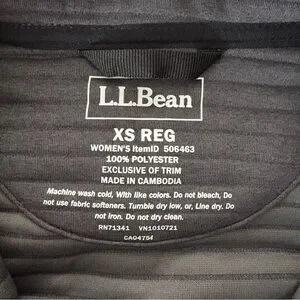 L.L.Bean
XS REG
WOMEN'S ItemID 506463
100% POLYESTER
EXCLUSIVE OF TRIM
MADE IN CAMBODIA
Machine wash cold, With like colors. Do not bleach, Do
not use fabric softeners. Tumble dry low, or, Line dry. Do
not iron. Do not dry clean.
RN71341 VN1010721